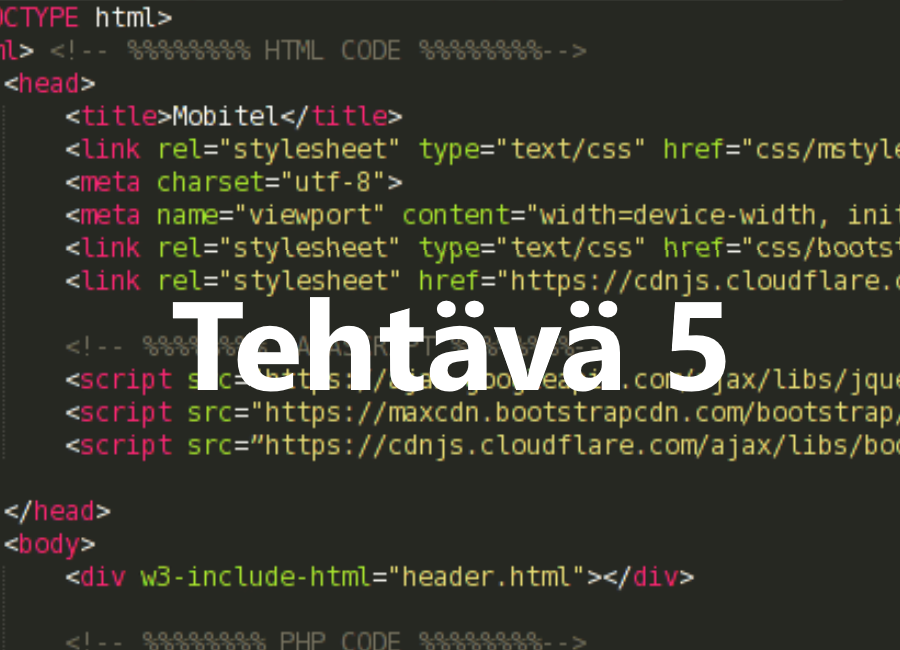 OCTYPE html>
ml> <!-- %%%%%%%% HTML CODE %%%%%%%%-->
<head>
<title>Mobitel</title>
<link rel="stylesheet" type="text/css" href="css/mstyle
<meta charset="utf-8">
<meta name="viewport" content="width=device-width, init
<link rel="stylesheet" type="text/css" href="css/bootst
<link rel="stylesheet" href="https://cdnjs.cloudflare.c
Tehtävä 5
<!-- %%%%
<script src="https://ajax.googleapis.com/ajax/libs/jque
<script src="https://maxcdn.bootstrapcdn.com/bootstrap/
<script src=”https://cdnjs.cloudflare.com/ajax/libs/boo
</head>
<body>
<div w3-include-html="header.html"></div>
<!-- %%%%%%%% PHP CODE %%%%%%%%-->